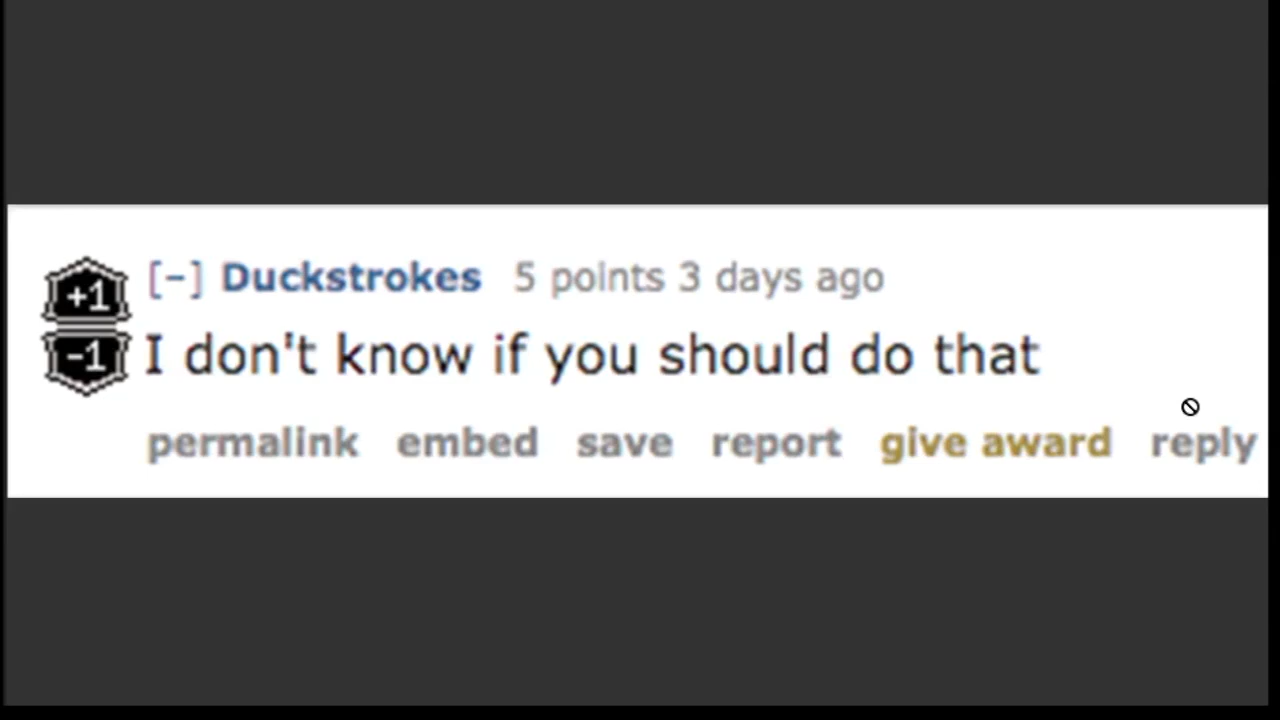 +1 [-] Duckstrokes 5 points 3 days ago
-1 I don't know if you should do that
permalink embed save report give award reply